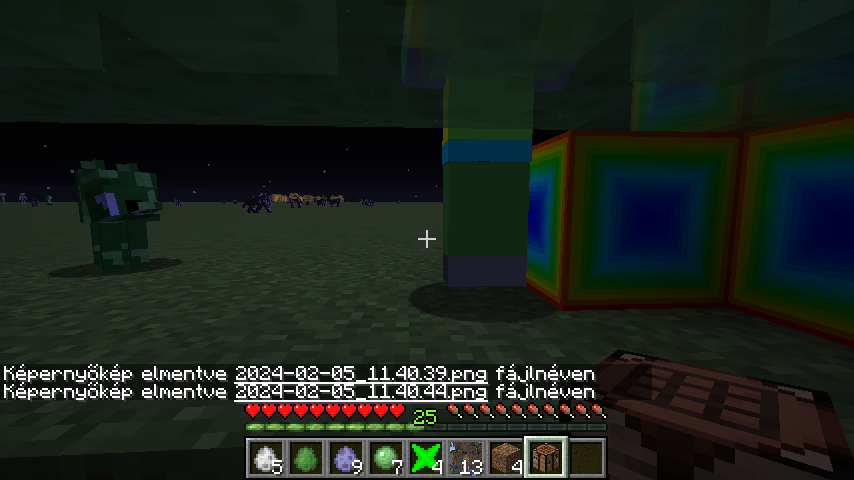 Képernyőkép elmentve 2024-02-05_11.40.39.png fájlnéven
Képernyőkép elmentve 2024-02-05_11.40.44.png fájlnéven
25
5 9 7 4 13 4